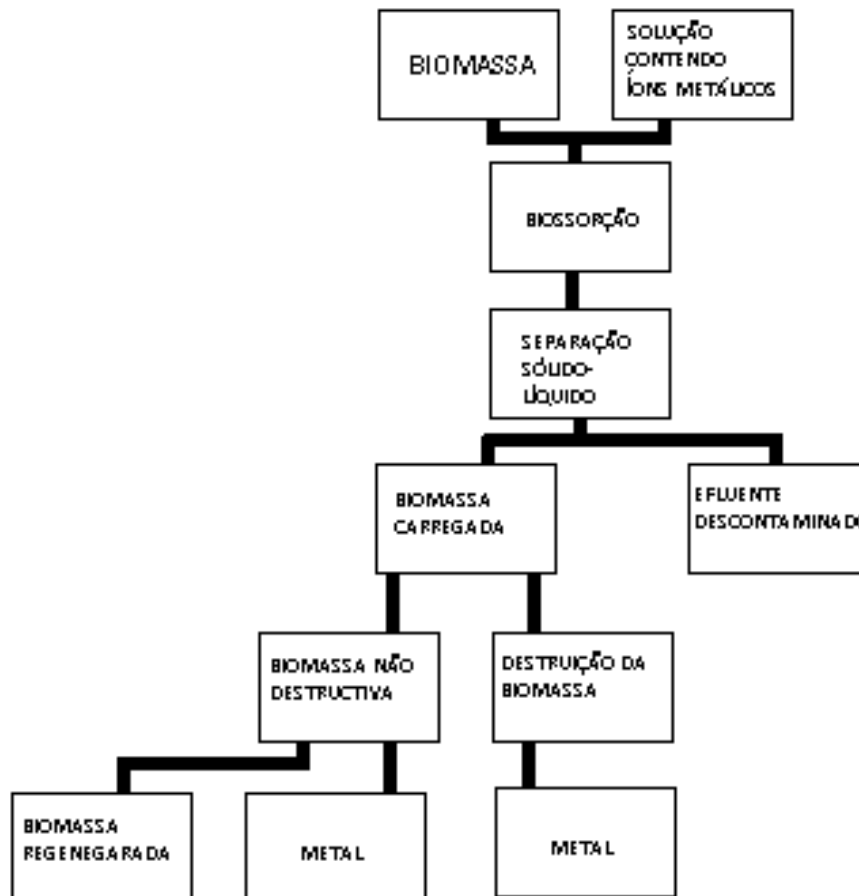 BIOMASSA
SOLUÇÃO
CONTENDO
ÍONS METÁLICOS
BIOSSORÇÃO
SEPARAÇÃO
SÓLIDO-
LÍQUIDO
BIOMASSA
CARREGADA
EFLUENTE
DESCONTAMINADO
BIOMASSA NÃO
DESTRUCTIVA
DESTRUIÇÃO DA
BIOMASSA
BIOMASSA
REGENEGARADA
METAL
METAL